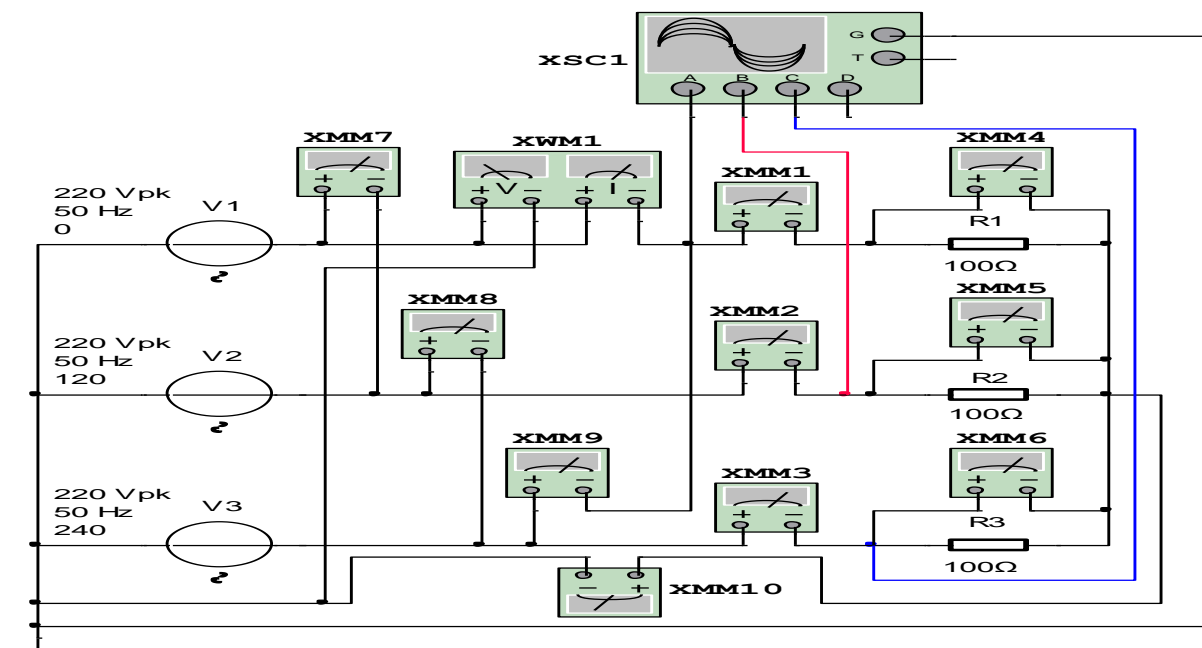 XSC1
G
T
A B C D
XMM7
XWM1
V I
XMM4
XMM1
220 Vpk
50 Hz
0
V1
R1
100Ω
XMM8
XMM2
XMM5
220 Vpk
50 Hz
120
V2
R2
100Ω
XMM9
XMM3
XMM6
220 Vpk
50 Hz
240
V3
R3
100Ω
XMM10